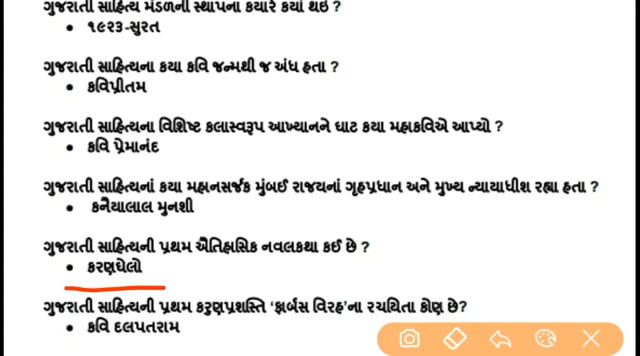 ગુજરાતી સાહિત્ય મંડળની સ્થાપના કયારે કયાં થઇ ?
• ૧૯૨૩-સુરત
ગુજરાતી સાહિત્યના કયા કવિ જન્મથી જ અંધ હતા ?
• કવિપ્રીતમ
ગુજરાતી સાહિત્યના વિશિષ્ટ કલાસ્વરૂપ આખ્યાનને ઘાટ કયા મહાકવિએ આપ્યો ?
• કવિ પ્રેમાનંદ
ગુજરાતી સાહિત્યનાં કયા મહાનસર્જક મુંબઈ રાજયનાં ગૃહપ્રધાન અને મુખ્ય ન્યાયાધીશ રહ્યા હતા ?
• કનૈયાલાલ મુનશી
ગુજરાતી સાહિત્યની પ્રથમ ઐતિહાસિક નવલકથા કઈ છે ?
• કરણઘેલો
ગુજરાતી સાહિત્યની પ્રથમ કરુણપ્રશસ્તિ ‘ફાર્બસ વિરહ’ના રચયિતા કોણ છે?
• કવિ દલપતરામ